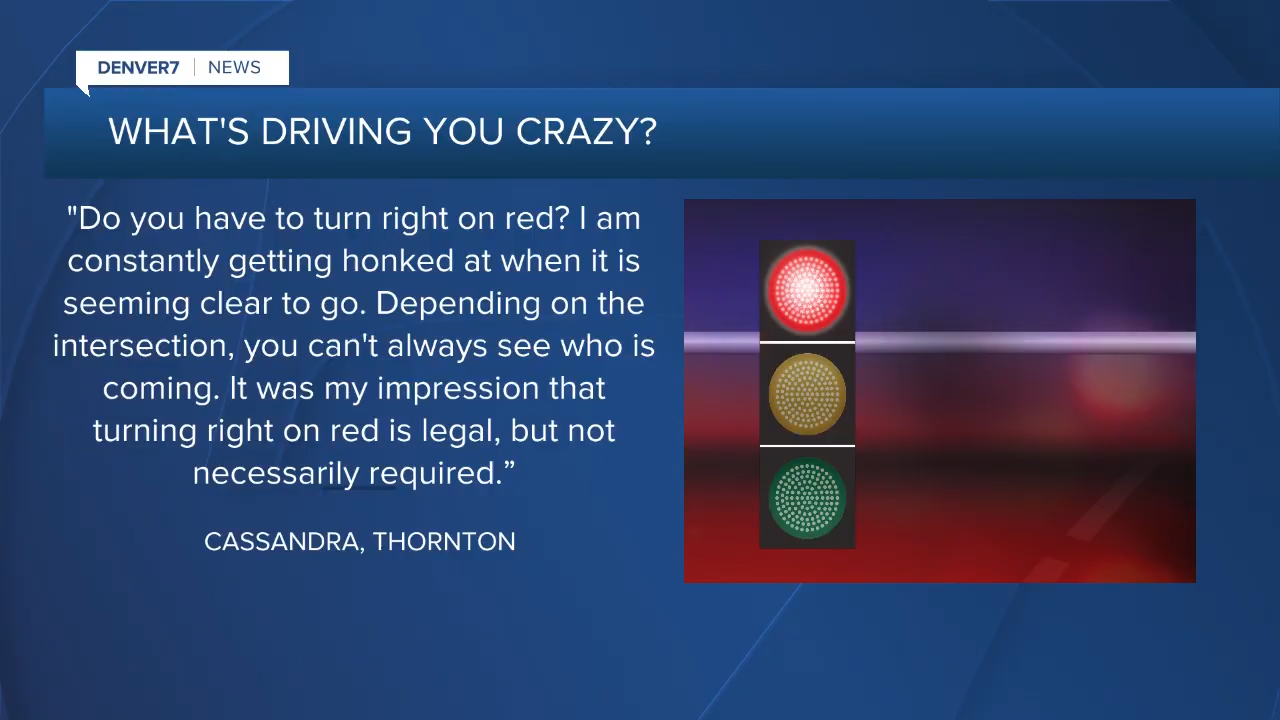 DENVER7 | NEWS
WHAT'S DRIVING YOU CRAZY?
"Do you have to turn right on red? I am
constantly getting honked at when it is
seeming clear to go. Depending on the
intersection, you can't always see who is
coming. It was my impression that
turning right on red is legal, but not
necessarily required.”
CASSANDRA, THORNTON